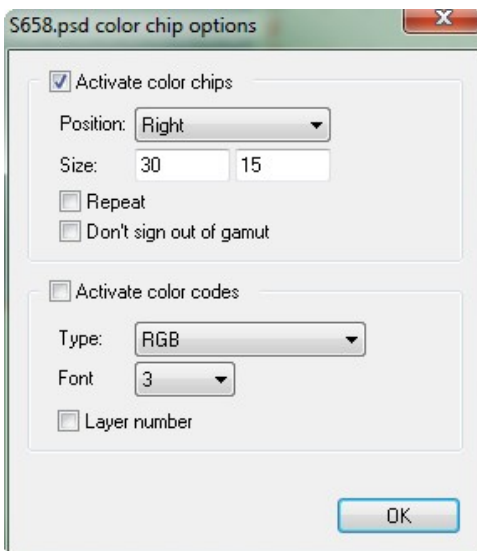 S658.psd color chip options
Activate color chips
Position: Right
Size: 30 15
Repeat
Don't sign out of gamut
Activate color codes
Type: RGB
Font 3
Layer number
OK